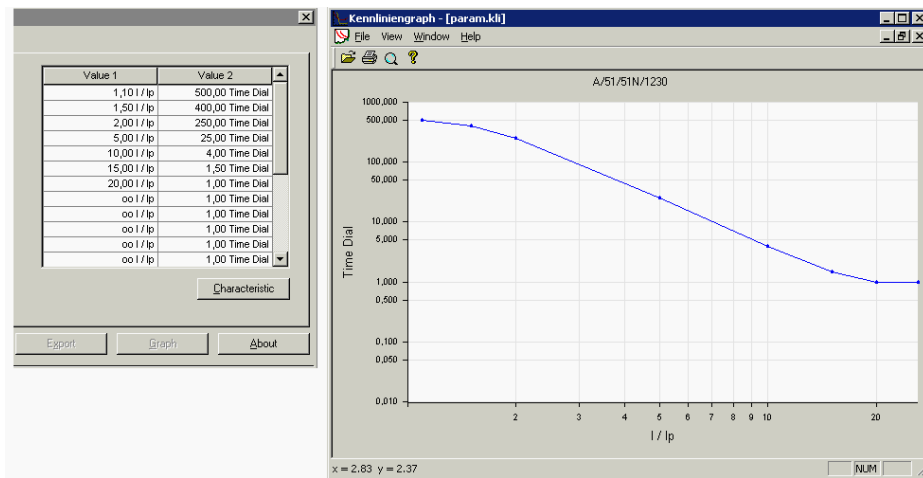 Value 1 Value 2
1,10 I / Ip 500,00 Time Dial
1,50 I / Ip 400,00 Time Dial
2,00 I / Ip 250,00 Time Dial
5,00 I / Ip 25,00 Time Dial
10,00 I / Ip 4,00 Time Dial
15,00 I / Ip 1,50 Time Dial
20,00 I / Ip 1,00 Time Dial
oo I / Ip 1,00 Time Dial
oo I / Ip 1,00 Time Dial
oo I / Ip 1,00 Time Dial
oo I / Ip 1,00 Time Dial
oo I / Ip 1,00 Time Dial
Characteristic
Export Graph About
Kennliniengraph - [param.kli]
File View Window Help
A/51/51N/1230
1000,000
500,000
100,000
50,000
10,000
5,000
1,000
0,500
0,100
0,050
0,010
Time Dial
2 3 4 5 6 7 8 9 10 20
I / Ip
x = 2.83 y = 2.37
NUM